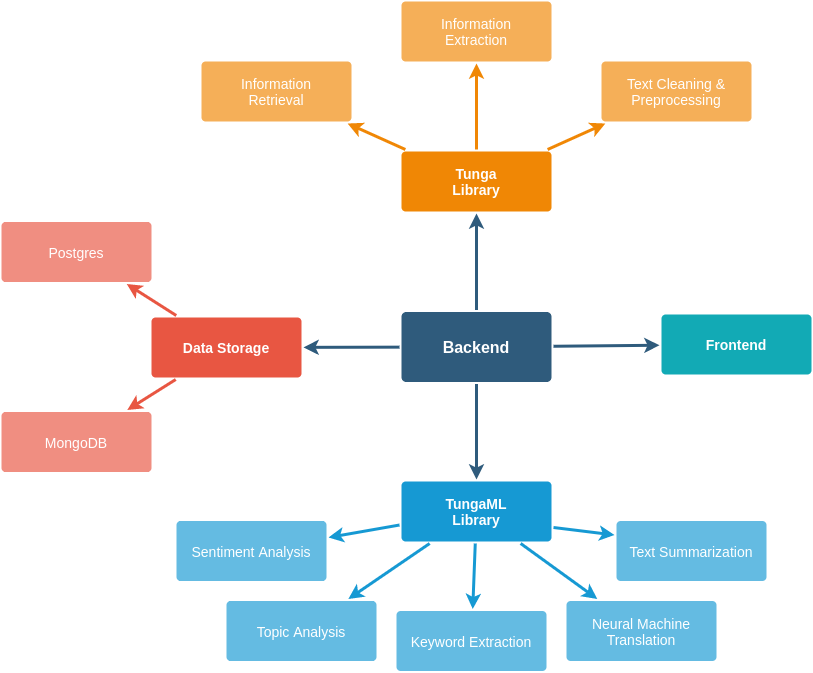 Information
Extraction
Information
Retrieval
Text Cleaning &
Preprocessing
Tunga
Library
Postgres
Data Storage
Backend
Frontend
MongoDB
TungaML
Library
Sentiment Analysis
Text Summarization
Topic Analysis
Keyword Extraction
Neural Machine
Translation